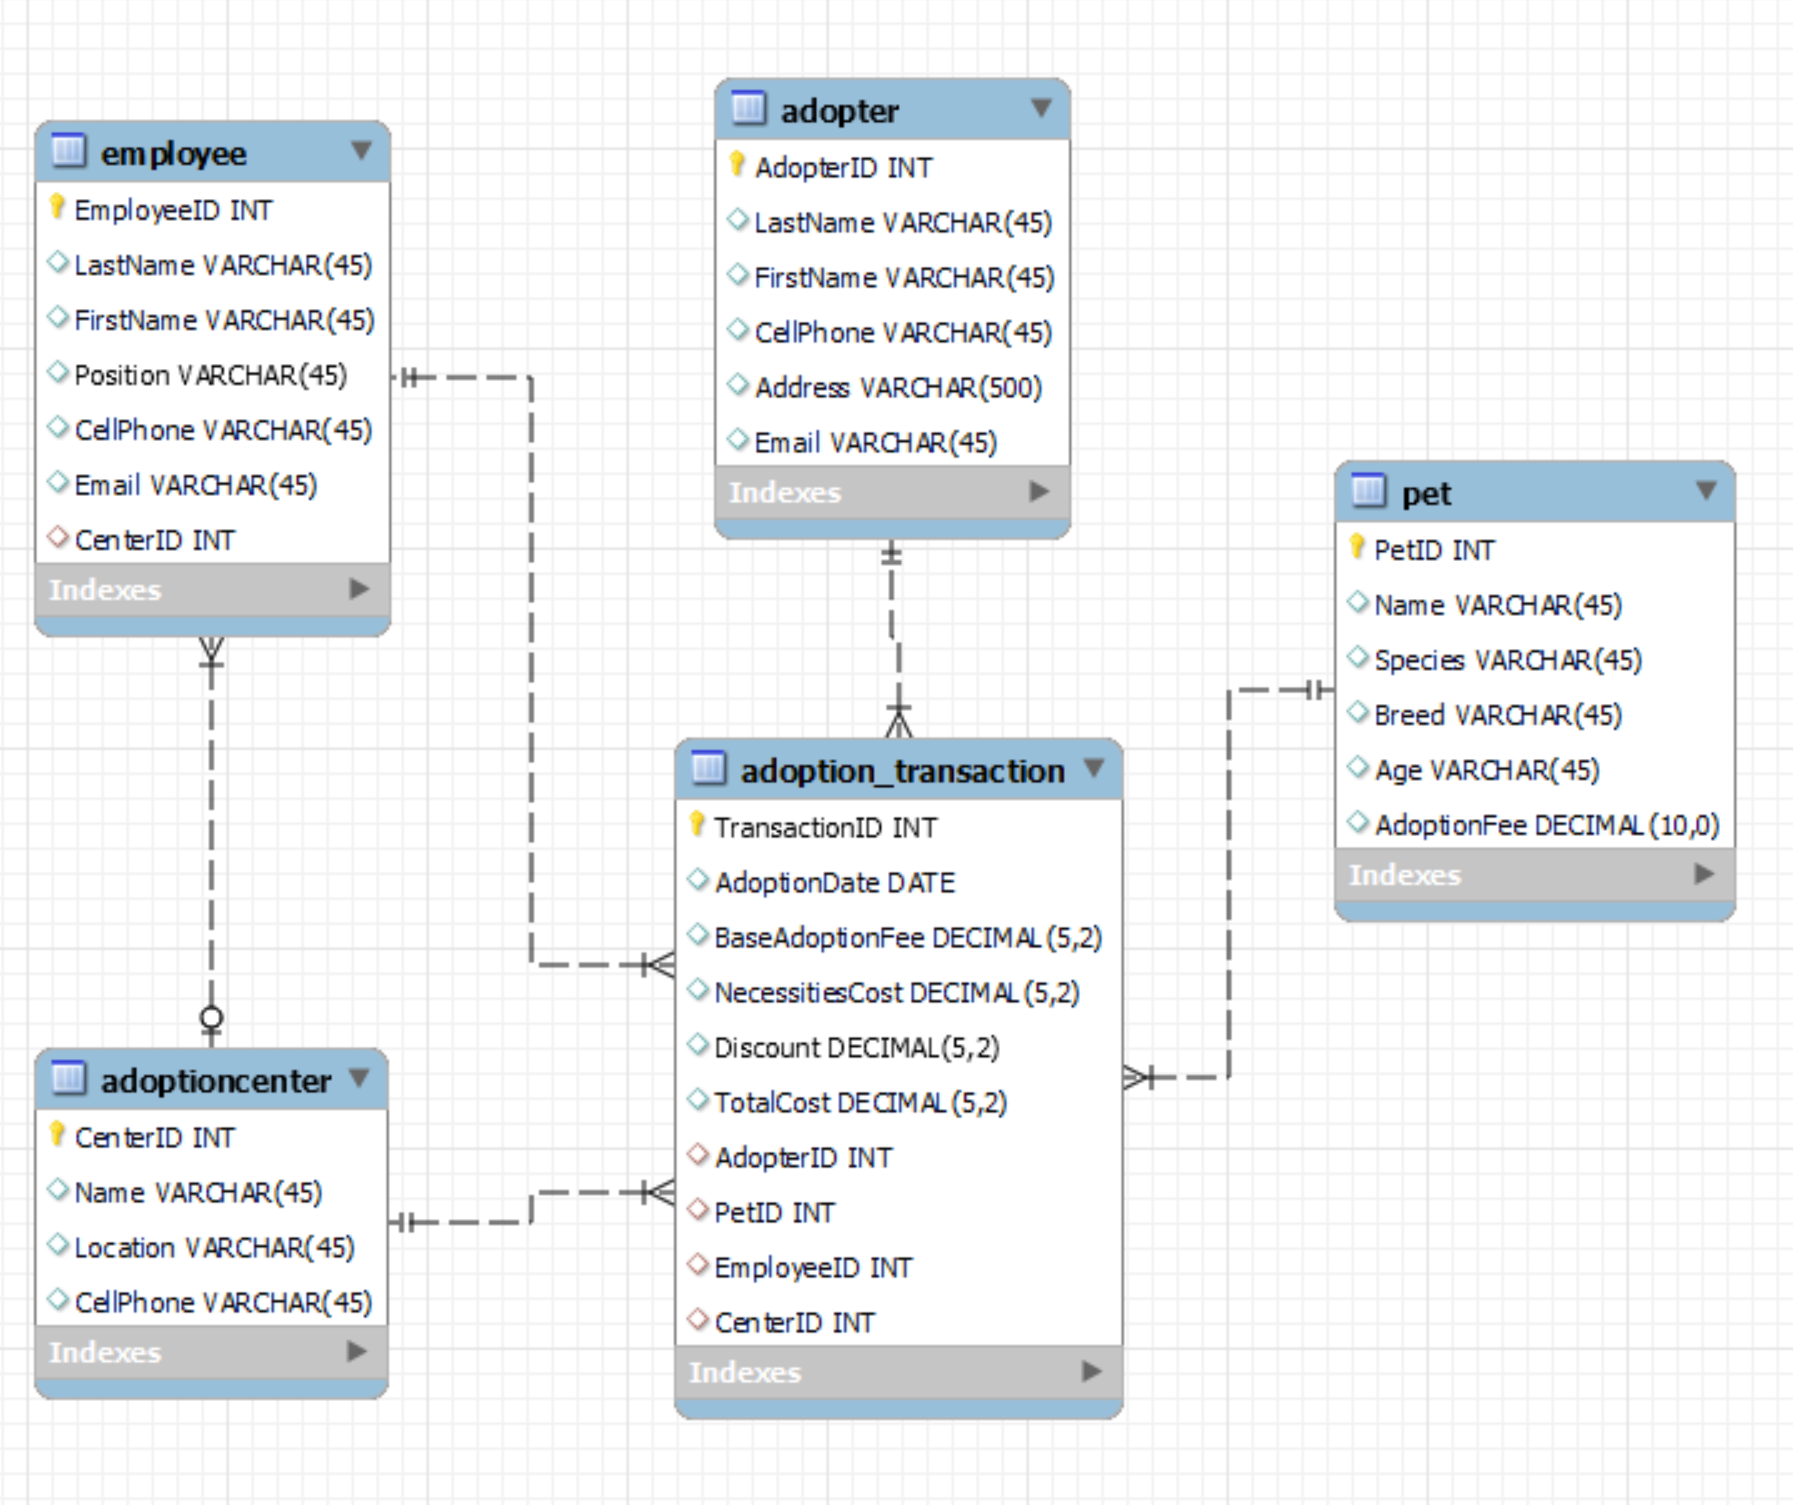 employee
EmployeeID INT
LastName VARCHAR(45)
FirstName VARCHAR(45)
Position VARCHAR(45)
CellPhone VARCHAR(45)
Email VARCHAR(45)
CenterID INT
Indexes
adopter
AdopterID INT
LastName VARCHAR(45)
FirstName VARCHAR(45)
CellPhone VARCHAR(45)
Address VARCHAR(500)
Email VARCHAR(45)
Indexes
pet
PetID INT
Name VARCHAR(45)
Species VARCHAR(45)
Breed VARCHAR(45)
Age VARCHAR(45)
AdoptionFee DECIMAL(10,0)
Indexes
adoption_transaction
TransactionID INT
AdoptionDate DATE
BaseAdoptionFee DECIMAL(5,2)
NecessitiesCost DECIMAL(5,2)
Discount DECIMAL(5,2)
TotalCost DECIMAL(5,2)
AdopterID INT
PetID INT
EmployeeID INT
CenterID INT
Indexes
adoptioncenter
CenterID INT
Name VARCHAR(45)
Location VARCHAR(45)
CellPhone VARCHAR(45)
Indexes